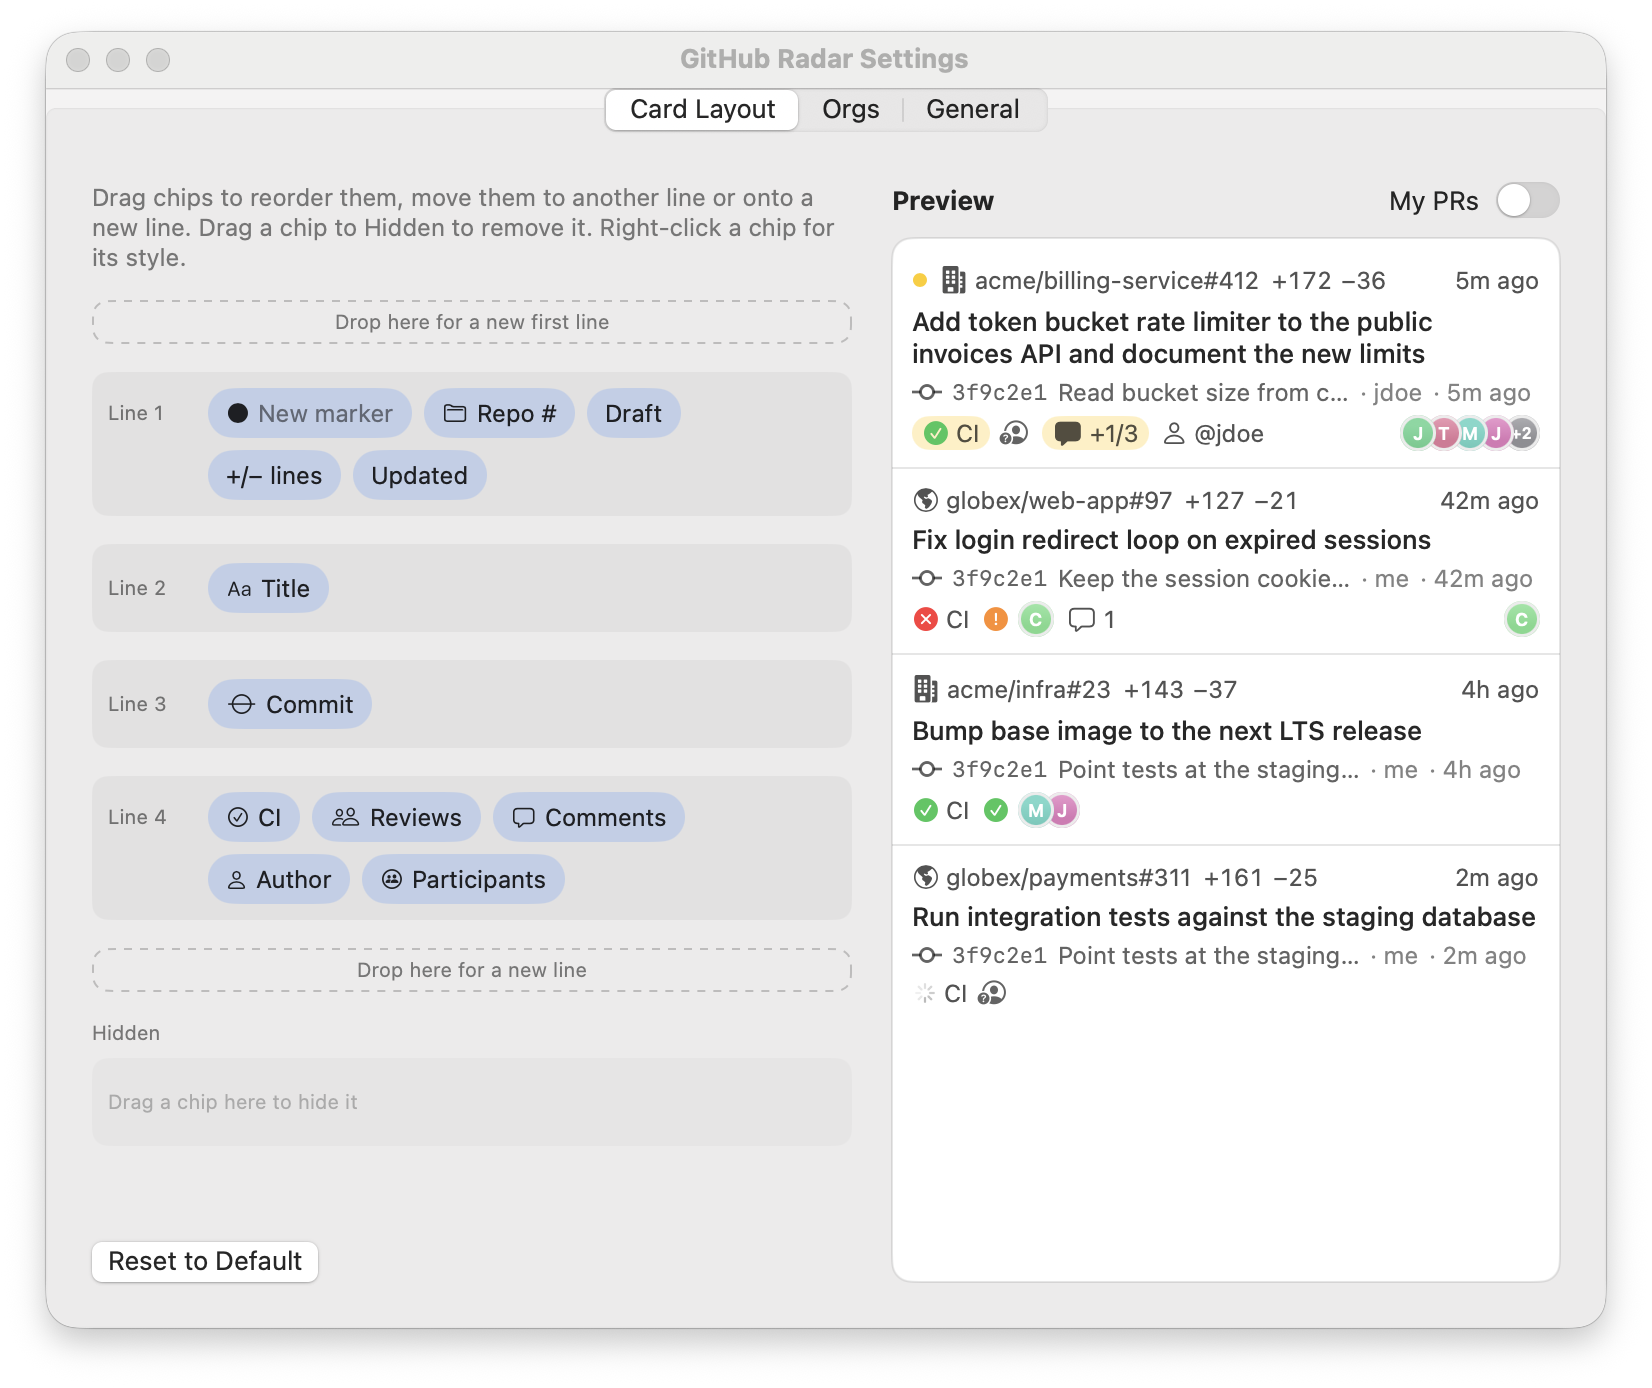 GitHub Radar Settings
Card Layout Orgs General
Drag chips to reorder them, move them to another line or onto a
new line. Drag a chip to Hidden to remove it. Right-click a chip for
its style.
Drop here for a new first line
Line 1 New marker Repo # Draft
+/− lines Updated
Line 2 Aa Title
Line 3 Commit
Line 4 CI Reviews Comments
Author Participants
Drop here for a new line
Hidden
Drag a chip here to hide it
Reset to Default
Preview My PRs
acme/billing-service#412 +172 −36 5m ago
Add token bucket rate limiter to the public
invoices API and document the new limits
3f9c2e1 Read bucket size from c... · jdoe · 5m ago
CI +1/3 @jdoe J T M J +2
globex/web-app#97 +127 −21 42m ago
Fix login redirect loop on expired sessions
3f9c2e1 Keep the session cookie... · me · 42m ago
CI C 1 C
acme/infra#23 +143 −37 4h ago
Bump base image to the next LTS release
3f9c2e1 Point tests at the staging... · me · 4h ago
CI M J
globex/payments#311 +161 −25 2m ago
Run integration tests against the staging database
3f9c2e1 Point tests at the staging... · me · 2m ago
CI